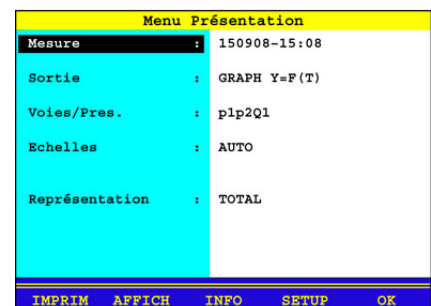 Menu Présentation
Mesure : 150908-15:08
Sortie : GRAPH Y=F(T)
Voies/Pres. : p1p2Q1
Echelles : AUTO
Représentation : TOTAL
IMPRIM AFFICH INFO SETUP OK